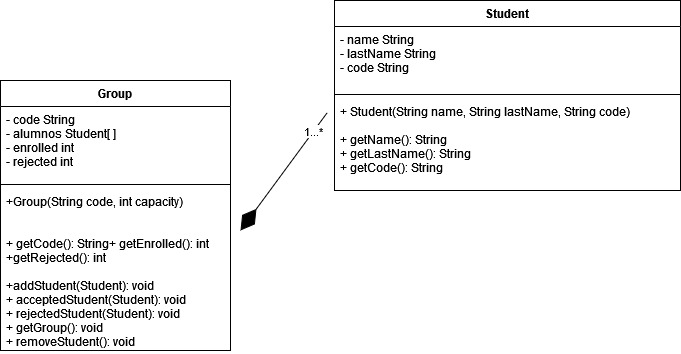 Student
- name String
- lastName String
- code String
+ Student(String name, String lastName, String code)
+ getName(): String
+ getLastName(): String
+ getCode(): String
1...*
Group
- code String
- alumnos Student[ ]
- enrolled int
- rejected int
+Group(String code, int capacity)
+ getCode(): String+ getEnrolled(): int
+getRejected(): int
+addStudent(Student): void
+ acceptedStudent(Student): void
+ rejectedStudent(Student): void
+ getGroup(): void
+ removeStudent(): void